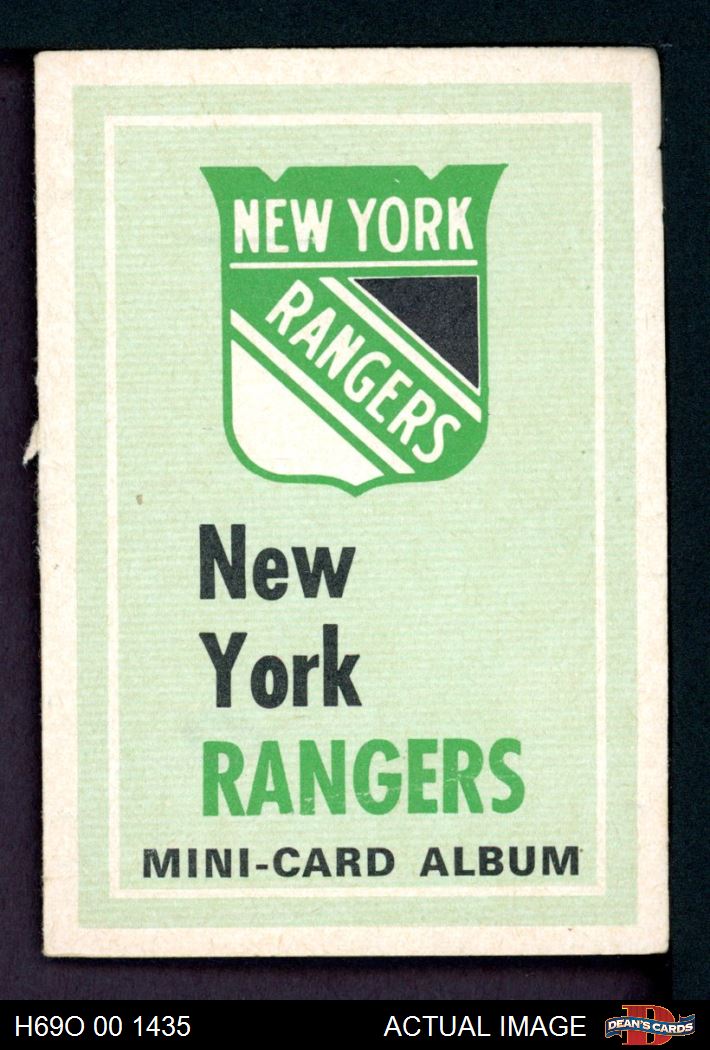 NEW YORK
RANGERS
New
York
RANGERS
MINI-CARD ALBUM
H69O 00 1435 ACTUAL IMAGE DEAN'S CARDS